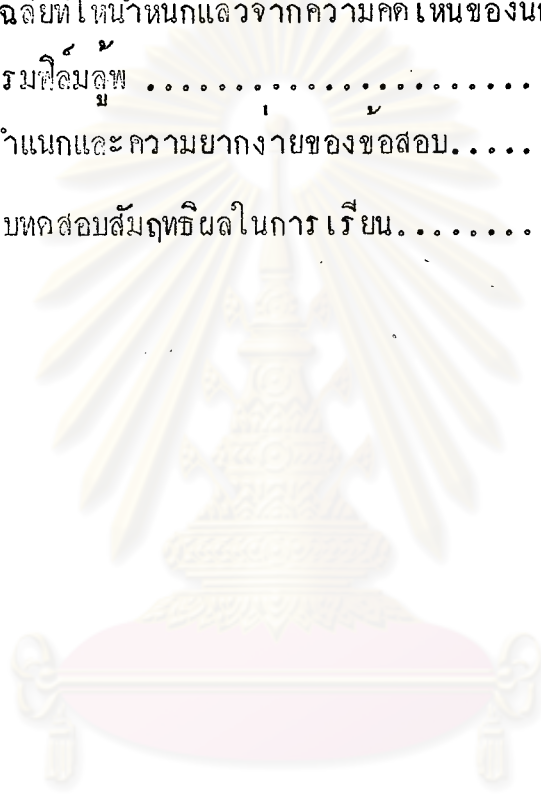 ฉลี่ยที่ให้น้ำหนักแล้วจากความคิดเห็นของนั
รมฟิล์มลูพ ......................
ำแนกและความยากง่ายของข้อสอบ.....
บทดสอบสัมฤทธิผลในการเรียน........